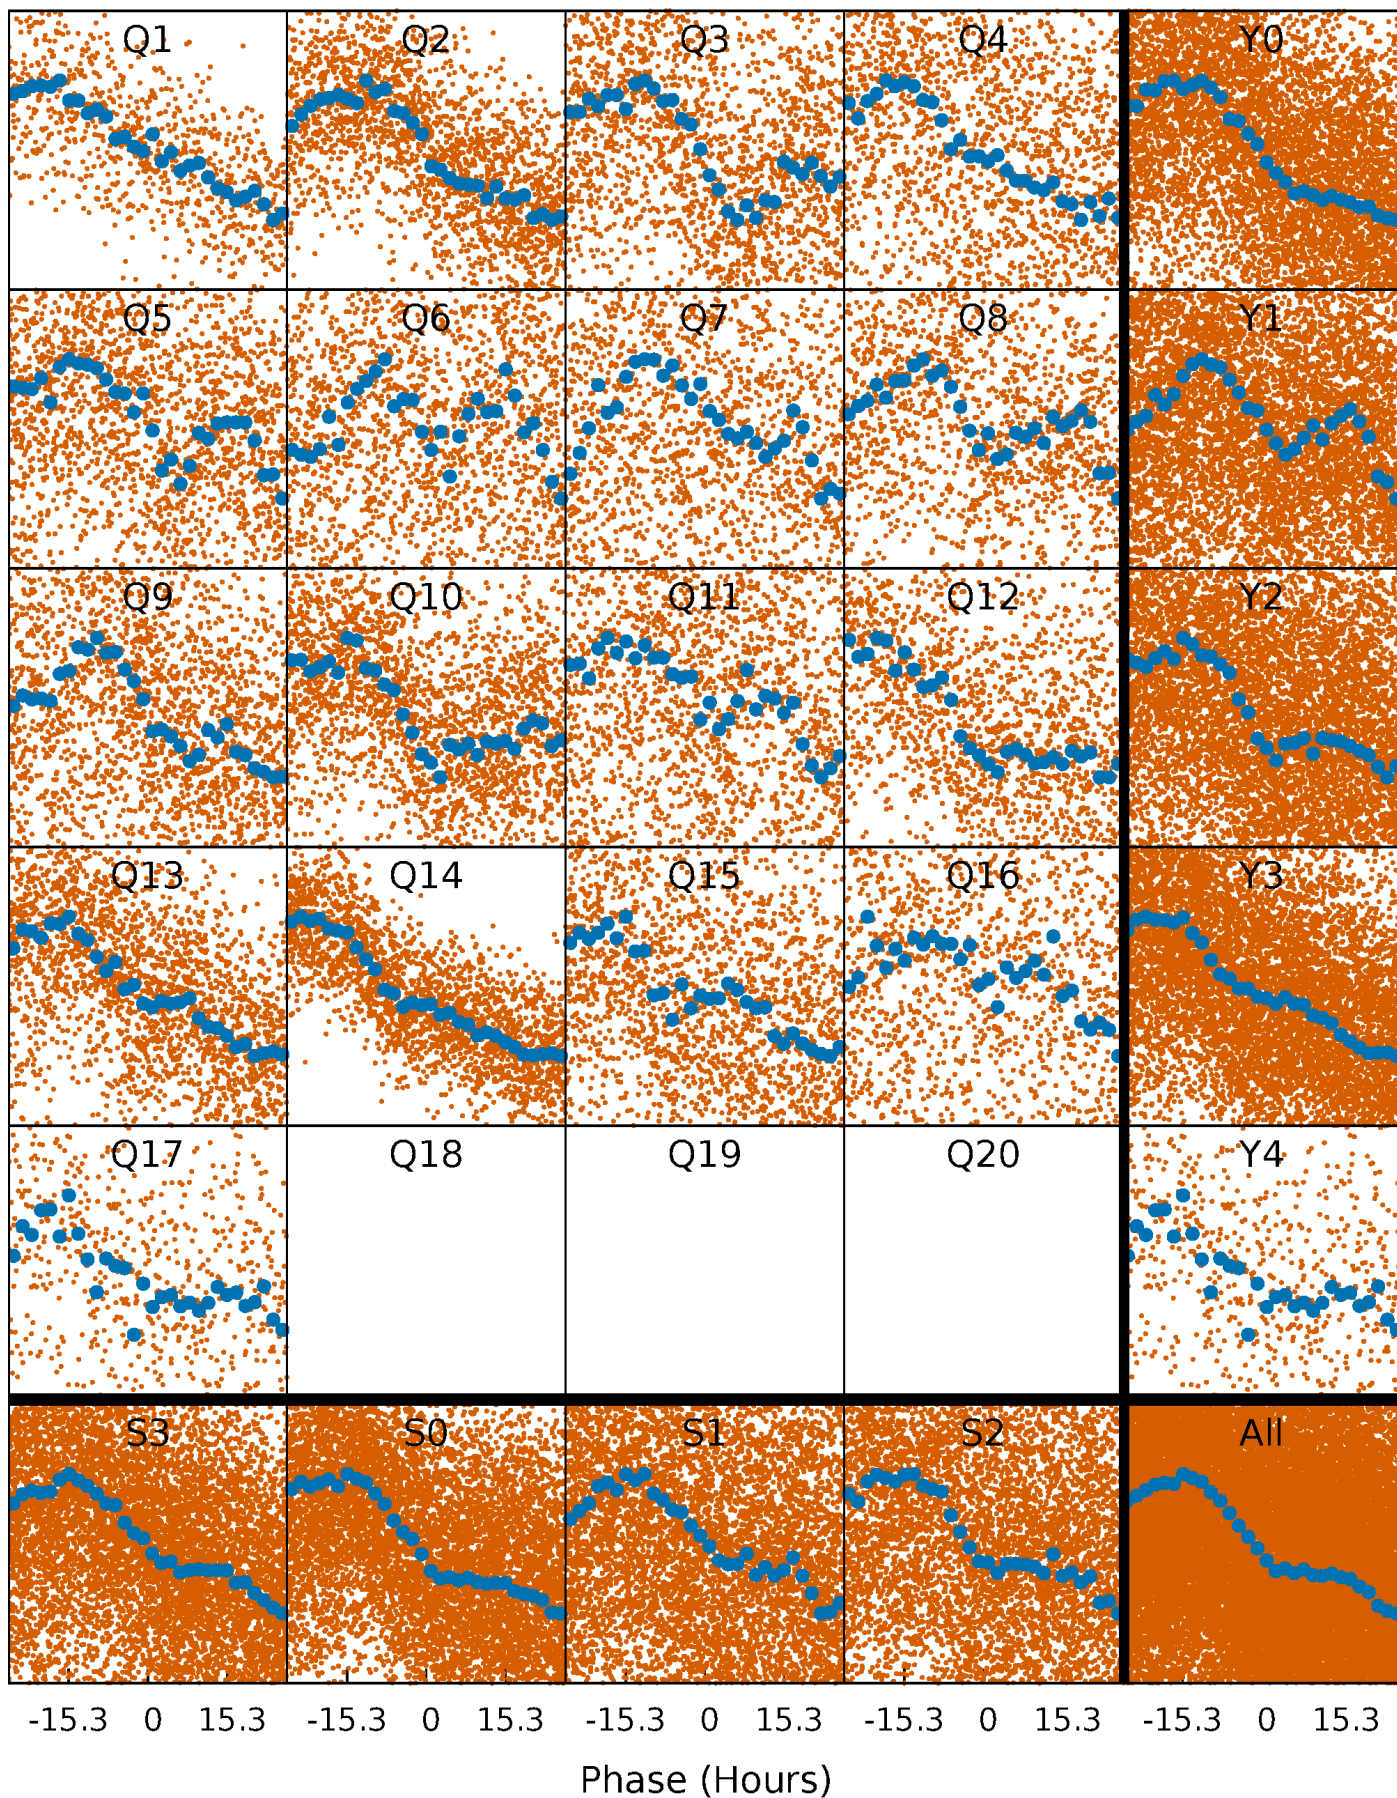 Q1 Q2 Q3 Q4 Y0
Q5 Q6 Q7 Q8 Y1
Q9 Q10 Q11 Q12 Y2
Q13 Q14 Q15 Q16 Y3
Q17 Q18 Q19 Q20 Y4
S3 S0 S1 S2 All
-15.3 0 15.3 -15.3 0 15.3 -15.3 0 15.3 -15.3 0 15.3 -15.3 0 15.3
Phase (Hours)